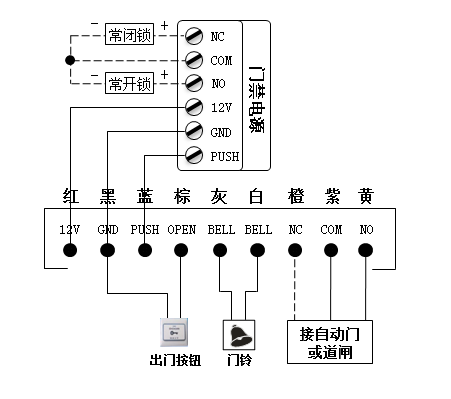 − 常闭锁 +
NC
COM
− 常开锁 +
NO
12V
GND
PUSH
门禁电源
红 黑 蓝 棕 灰 白 橙 紫 黄
12V GND PUSH OPEN BELL BELL NC COM NO
出门按钮
门铃
接自动门
或道闸